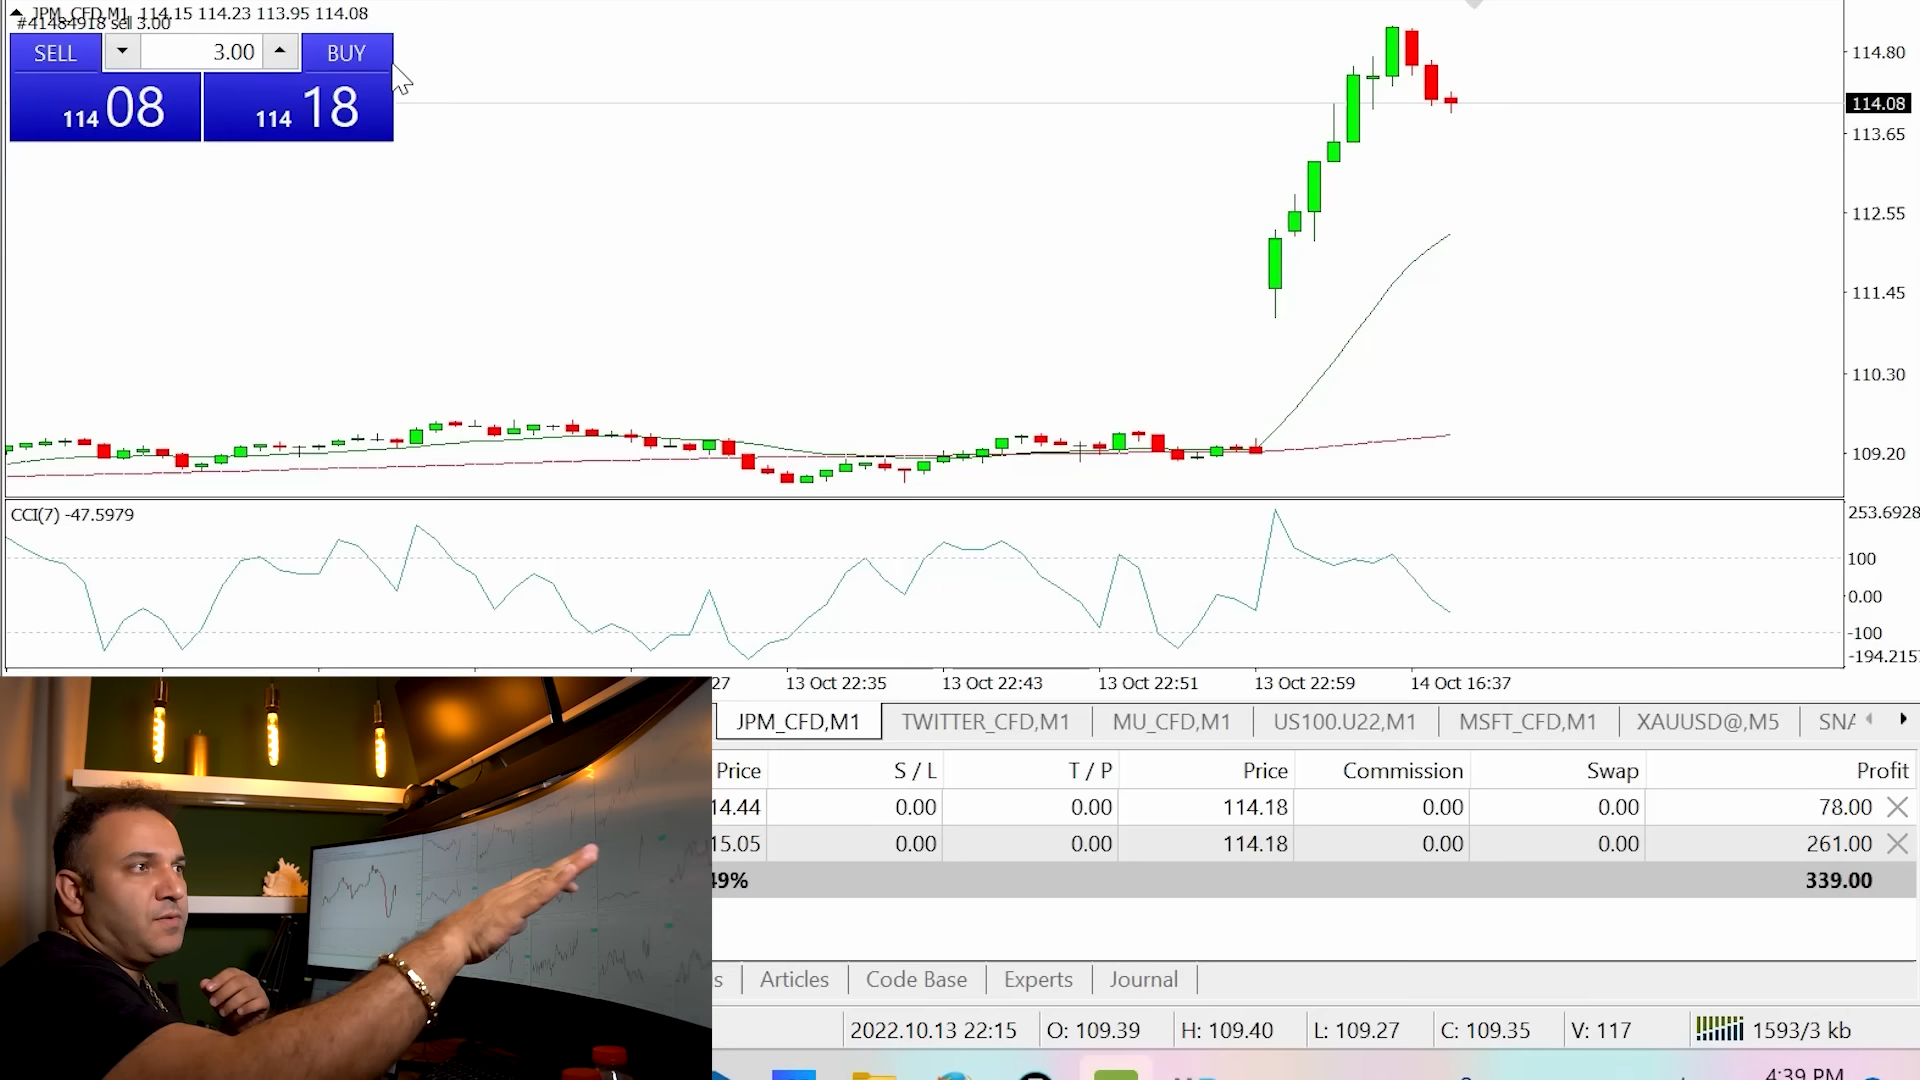 JPM_CFD,M1 114.15 114.23 113.95 114.08
#41484918 sell 3.00
SELL 3.00 BUY
114 08 114 18
114.80
114.08
113.65
112.55
111.45
110.30
109.20
CCI(7) -47.5979
253.6928
100
0.00
-100
-194.215
27 13 Oct 22:35 13 Oct 22:43 13 Oct 22:51 13 Oct 22:59 14 Oct 16:37
JPM_CFD,M1 TWITTER_CFD,M1 MU_CFD,M1 US100.U22,M1 MSFT_CFD,M1 XAUUSD@,M5 SNA
Price S / L T / P Price Commission Swap Profit
14.44 0.00 0.00 114.18 0.00 0.00 78.00
15.05 0.00 0.00 114.18 0.00 0.00 261.00
49% 339.00
s Articles Code Base Experts Journal
2022.10.13 22:15 O: 109.39 H: 109.40 L: 109.27 C: 109.35 V: 117 1593/3 kb
4:39 PM